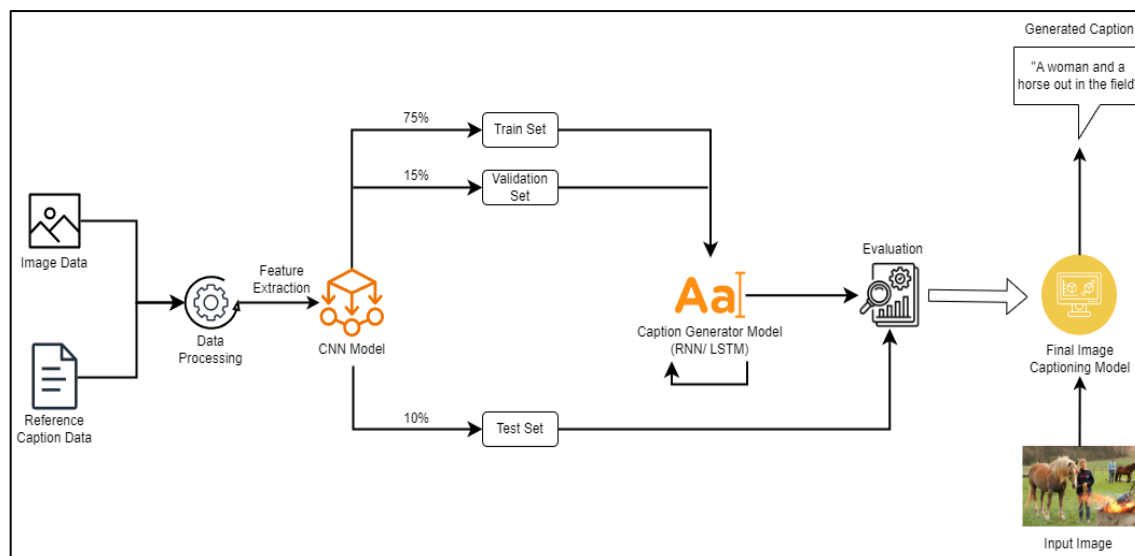 Generated Caption
"A woman and a
horse out in the field"
75%
Train Set
15%
Validation
Set
Image Data
Feature
Extraction
Evaluation
Aa
Data
Processing
CNN Model
Caption Generator Model
(RNN/ LSTM)
Final Image
Captioning Model
Reference
Caption Data
10%
Test Set
Input Image